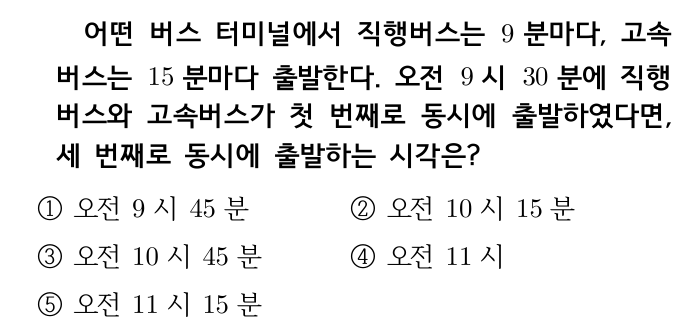 어떤 버스 터미널에서 직행버스는 9 분마다, 고속
버스는 15 분마다 출발한다. 오전 9 시 30 분에 직행
버스와 고속버스가 첫 번째로 동시에 출발하였다면,
세 번째로 동시에 출발하는 시각은?
① 오전 9 시 45 분 ② 오전 10 시 15 분
③ 오전 10 시 45 분 ④ 오전 11 시
⑤ 오전 11 시 15 분